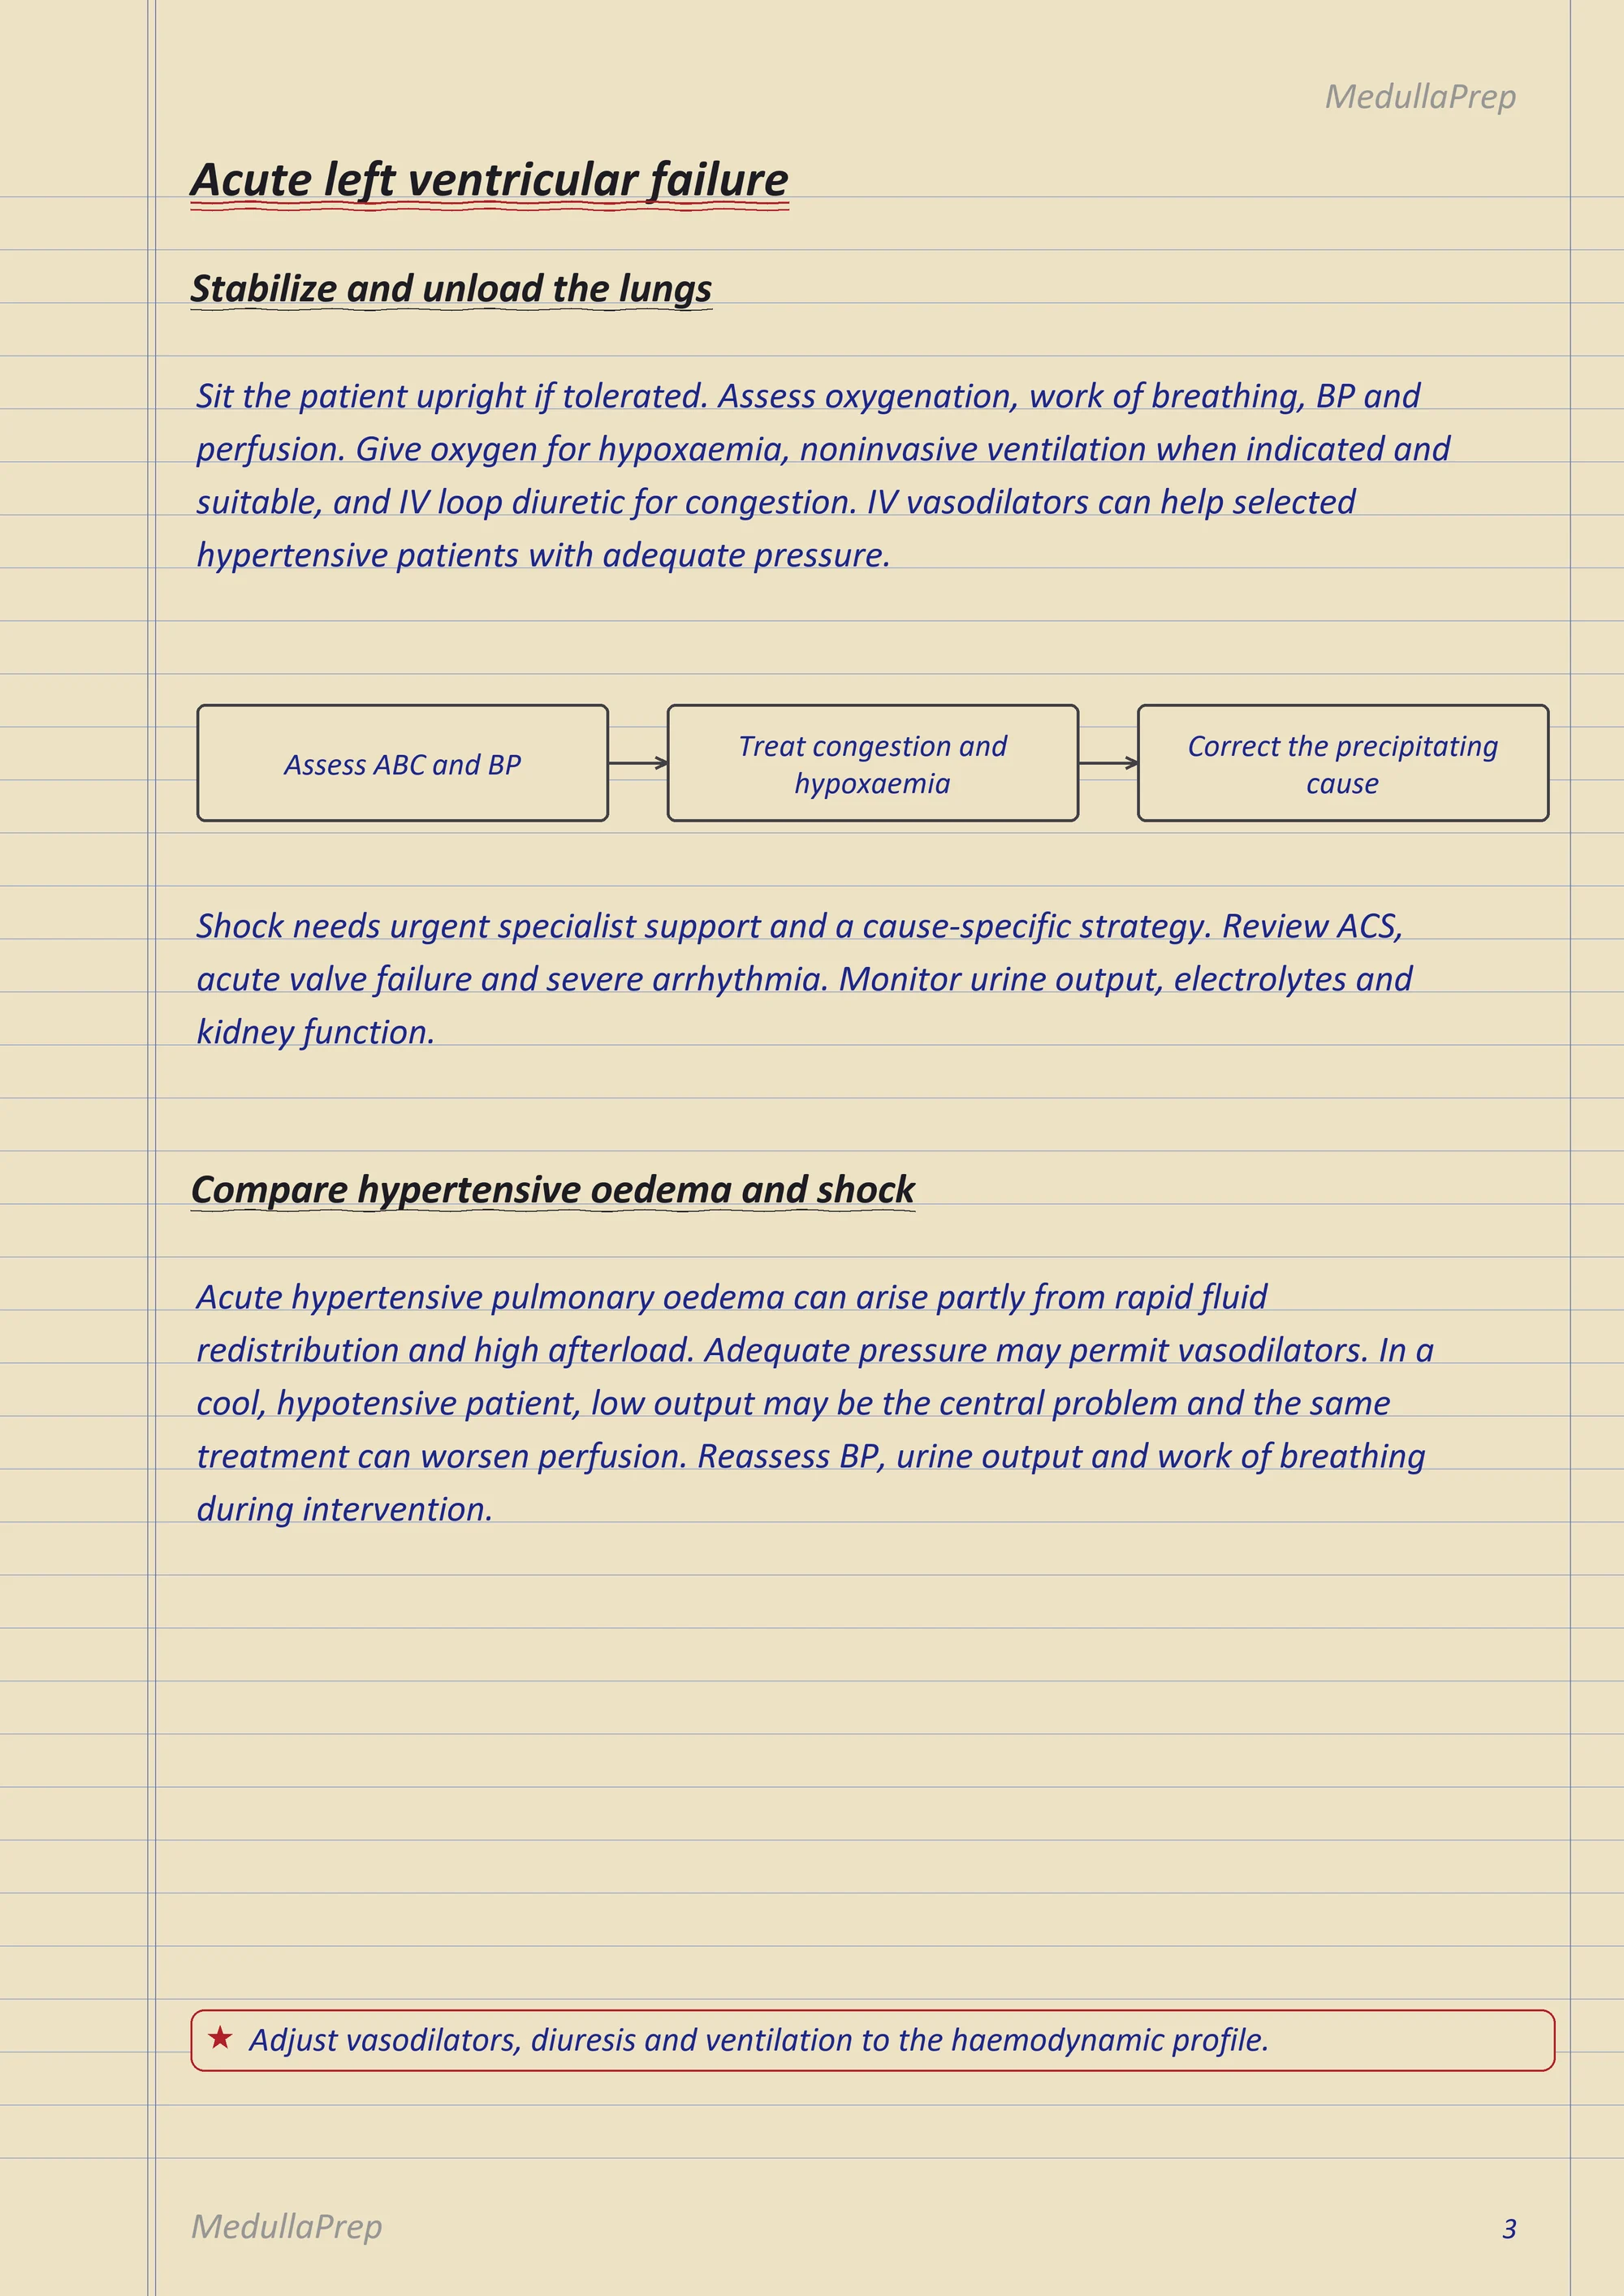 MedullaPrep
Acute left ventricular failure
Stabilize and unload the lungs
Sit the patient upright if tolerated. Assess oxygenation, work of breathing, BP and
perfusion. Give oxygen for hypoxaemia, noninvasive ventilation when indicated and
suitable, and IV loop diuretic for congestion. IV vasodilators can help selected
hypertensive patients with adequate pressure.
Assess ABC and BP
Treat congestion and
hypoxaemia
Correct the precipitating
cause
Shock needs urgent specialist support and a cause-specific strategy. Review ACS,
acute valve failure and severe arrhythmia. Monitor urine output, electrolytes and
kidney function.
Compare hypertensive oedema and shock
Acute hypertensive pulmonary oedema can arise partly from rapid fluid
redistribution and high afterload. Adequate pressure may permit vasodilators. In a
cool, hypotensive patient, low output may be the central problem and the same
treatment can worsen perfusion. Reassess BP, urine output and work of breathing
during intervention.
★ Adjust vasodilators, diuresis and ventilation to the haemodynamic profile.
MedullaPrep
3